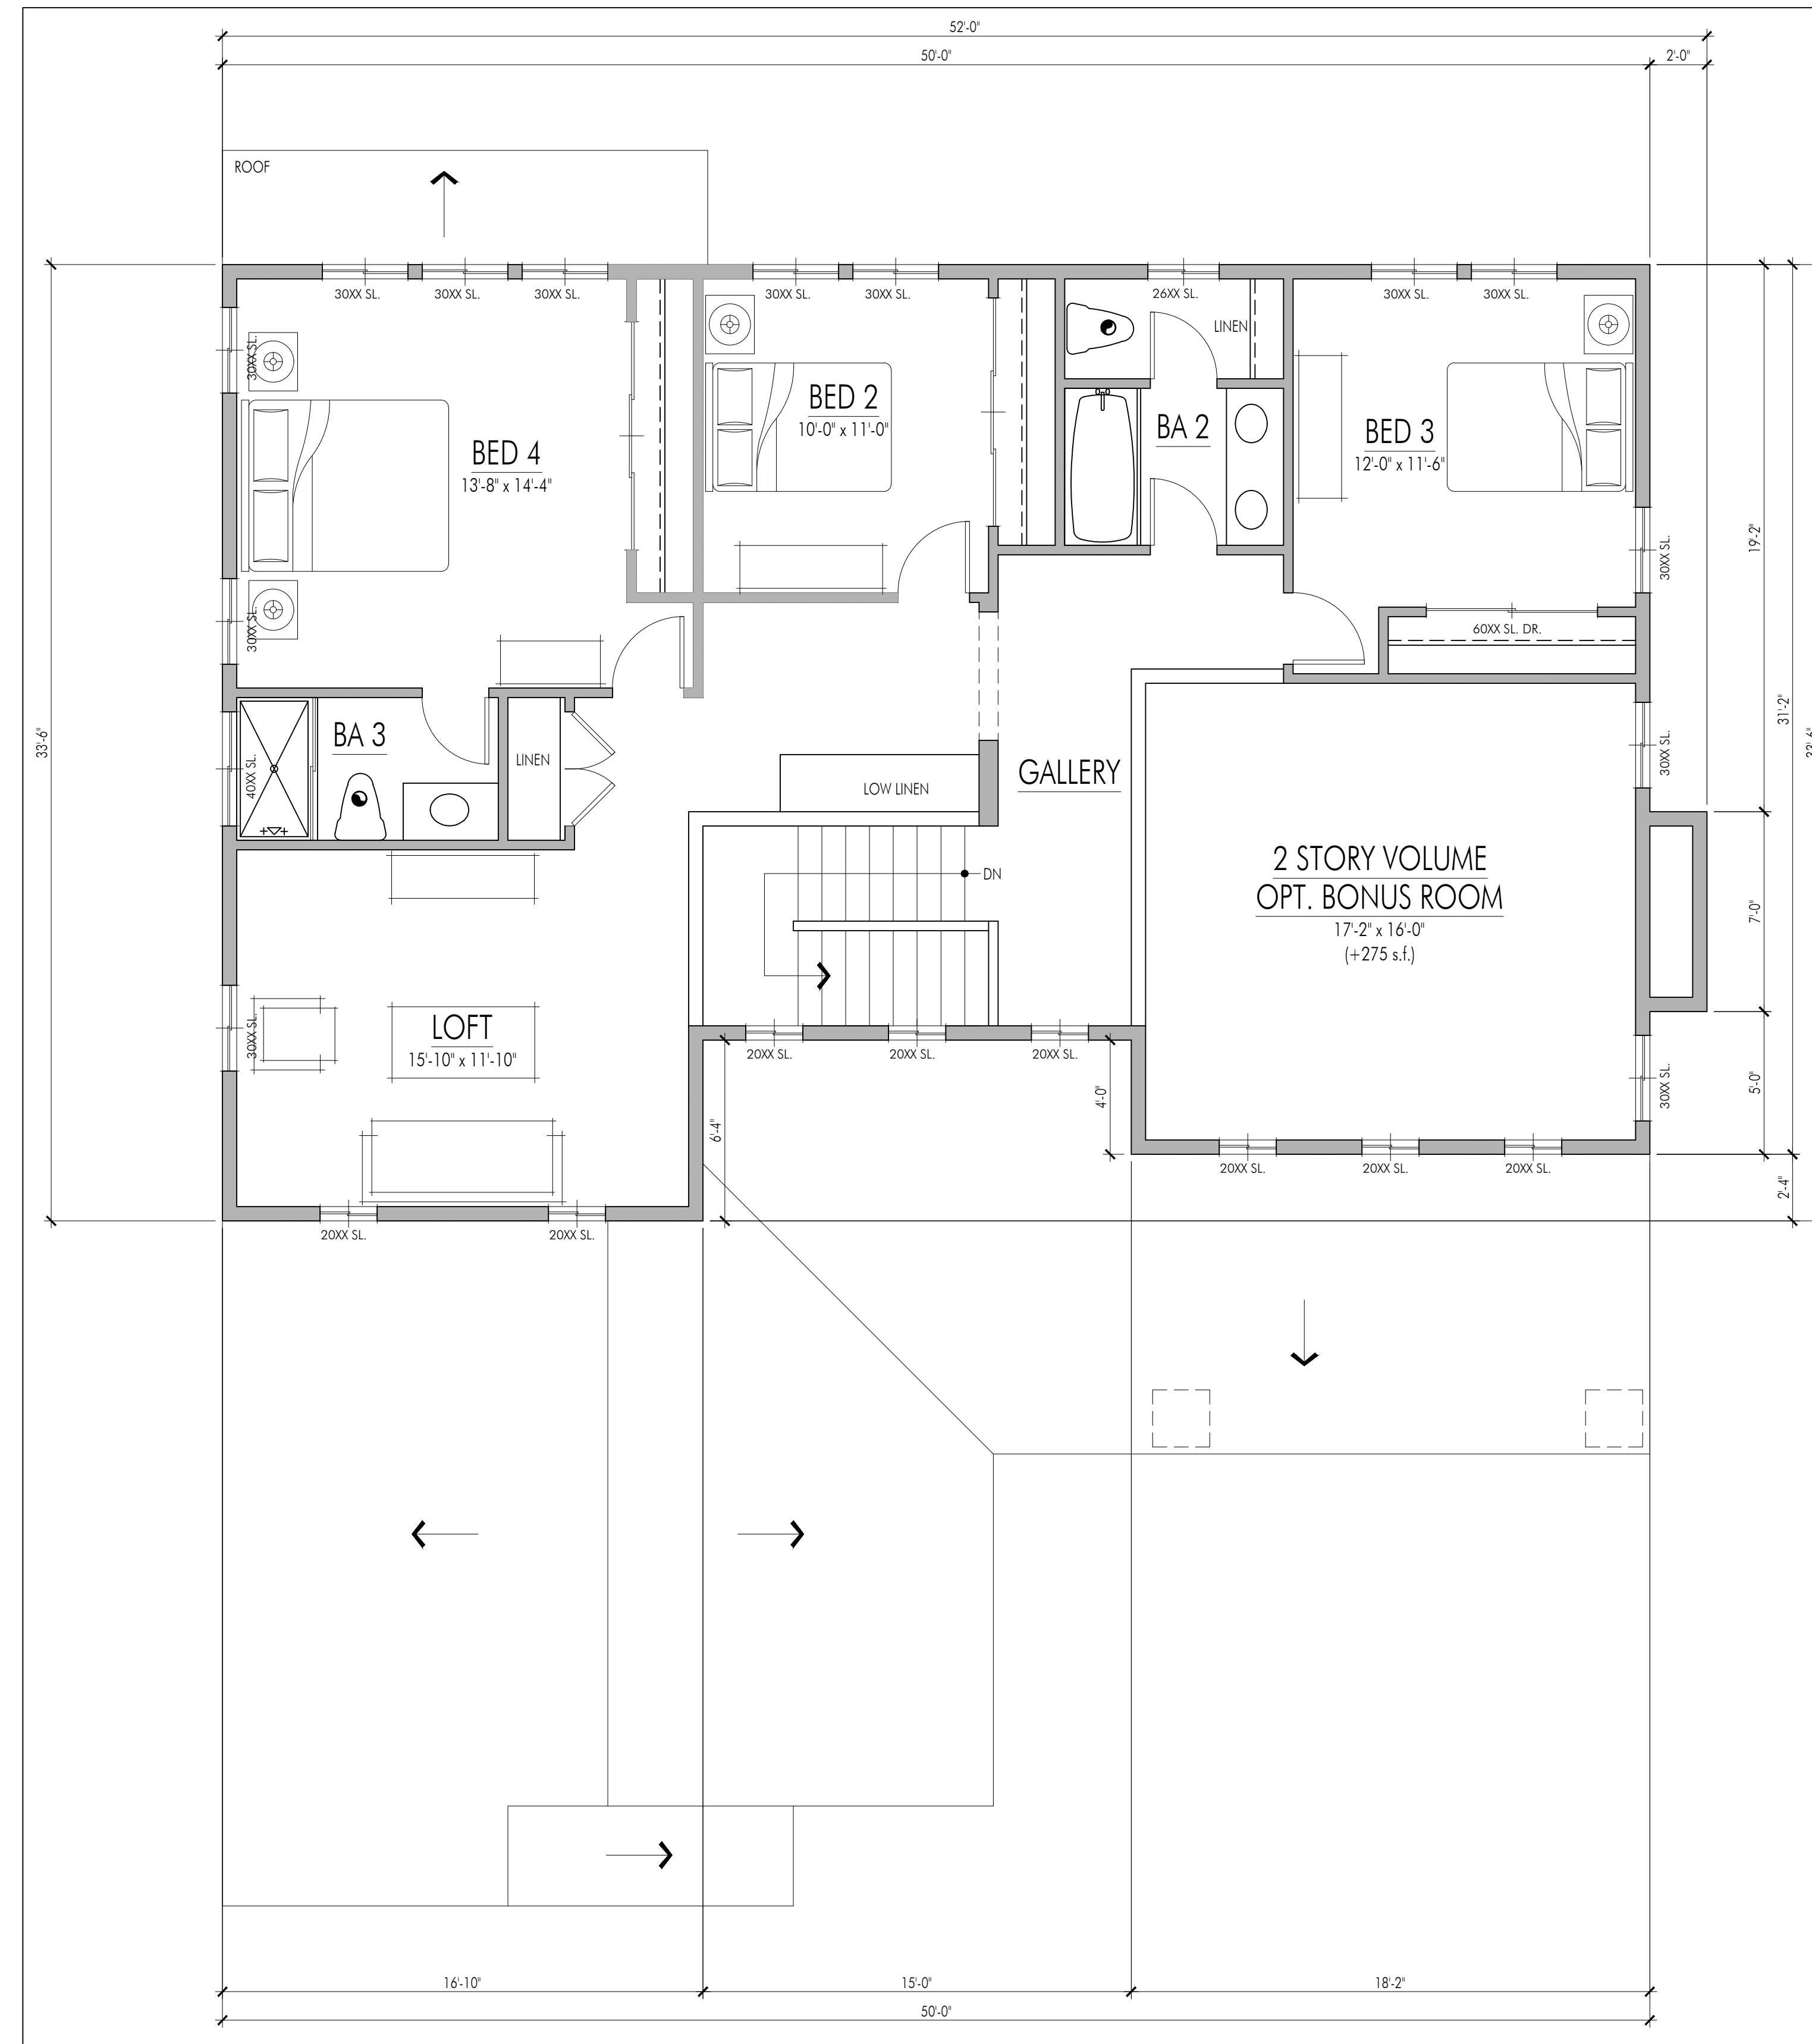 52'-0"
50'-0"
2'-0"
ROOF
30XX SL.
30XX SL.
30XX SL.
30XX SL.
30XX SL.
26XX SL.
30XX SL.
30XX SL.
LINEN
30XX SL.
BED 2
10'-0" x 11'-0"
BA 2
BED 3
12'-0" x 11'-6"
BED 4
13'-8" x 14'-4"
19'-2"
30XX SL.
30XX SL.
60XX SL. DR.
31'-2"
33'-6"
33'-6"
BA 3
LINEN
40XX SL.
LOW LINEN
GALLERY
30XX SL.
DN
2 STORY VOLUME
OPT. BONUS ROOM
17'-2" x 16'-0"
(+275 s.f.)
7'-0"
LOFT
15'-10" x 11'-10"
30XX SL.
20XX SL.
20XX SL.
20XX SL.
30XX SL.
5'-0"
4'-0"
6'-4"
20XX SL.
20XX SL.
20XX SL.
2'-4"
20XX SL.
20XX SL.
16'-10"
15'-0"
18'-2"
50'-0"